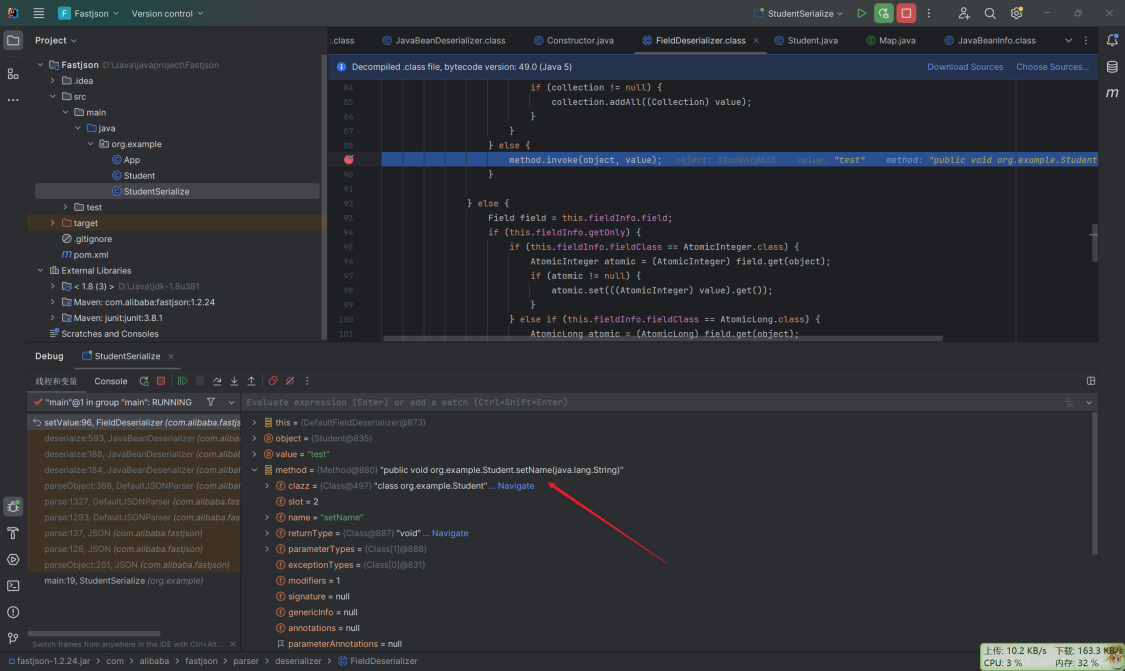 Fastjson
Version control
StudentSerialize
Project
.class
JavaBeanDeserializer.class
Constructor.java
FieldDeserializer.class
Student.java
Map.java
JavaBeanInfo.class
Decompiled .class file, bytecode version: 49.0 (Java 5)
Download Sources
Choose Sources...
Fastjson D:\Java\javaproject\Fastjson
.idea
src
main
java
org.example
App
Student
StudentSerialize
test
target
.gitignore
pom.xml
External Libraries
< 1.8 (3) > D:\Java\jdk-1.8u381
Maven: com.alibaba:fastjson:1.2.24
Maven: junit:junit:3.8.1
Scratches and Consoles
84 if (collection != null) {
85 collection.addAll((Collection) value);
86 }
87 }
88 } else {
method.invoke(object, value); object: Student@835 value: "test" method: "public void org.example.Student
90 }
91
92 } else {
93 Field field = this.fieldInfo.field;
94 if (this.fieldInfo.getOnly) {
95 if (this.fieldInfo.fieldClass == AtomicInteger.class) {
96 AtomicInteger atomic = (AtomicInteger) field.get(object);
97 if (atomic != null) {
98 atomic.set(((AtomicInteger) value).get());
99 }
100 } else if (this.fieldInfo.fieldClass == AtomicLong.class) {
101 AtomicLong atomic = (AtomicLong) field.get(object);
Debug
StudentSerialize
线程和变量
Console
"main"@1 in group "main": RUNNING
Evaluate expression (Enter) or add a watch (Ctrl+Shift+Enter)
setValue:96, FieldDeserializer (com.alibaba.fastjs
deserialze:593, JavaBeanDeserializer (com.aliba
deserialze:188, JavaBeanDeserializer (com.aliba
deserialze:184, JavaBeanDeserializer (com.aliba
parseObject:368, DefaultJSONParser (com.aliba
parse:1327, DefaultJSONParser (com.alibaba.fas
parse:1293, DefaultJSONParser (com.alibaba.fas
parse:137, JSON (com.alibaba.fastjson)
parse:128, JSON (com.alibaba.fastjson)
parseObject:201, JSON (com.alibaba.fastjson)
main:19, StudentSerialize (org.example)
Switch frames from anywhere in the IDE with Ctrl+Alt...
this = {DefaultFieldDeserializer@873}
object = {Student@835}
value = "test"
method = {Method@880} "public void org.example.Student.setName(java.lang.String)"
clazz = {Class@497} "class org.example.Student"... Navigate
slot = 2
name = "setName"
returnType = {Class@887} "void" ... Navigate
parameterTypes = {Class[1]@888}
exceptionTypes = {Class[0]@831}
modifiers = 1
signature = null
genericInfo = null
annotations = null
parameterAnnotations = null
fastjson-1.2.24.jar > com > alibaba > fastjson > parser > deserializer > FieldDeserializer
上传: 10.2 KB/s 下载: 163.3 KB/s
CPU: 3 % 内存: 32 %